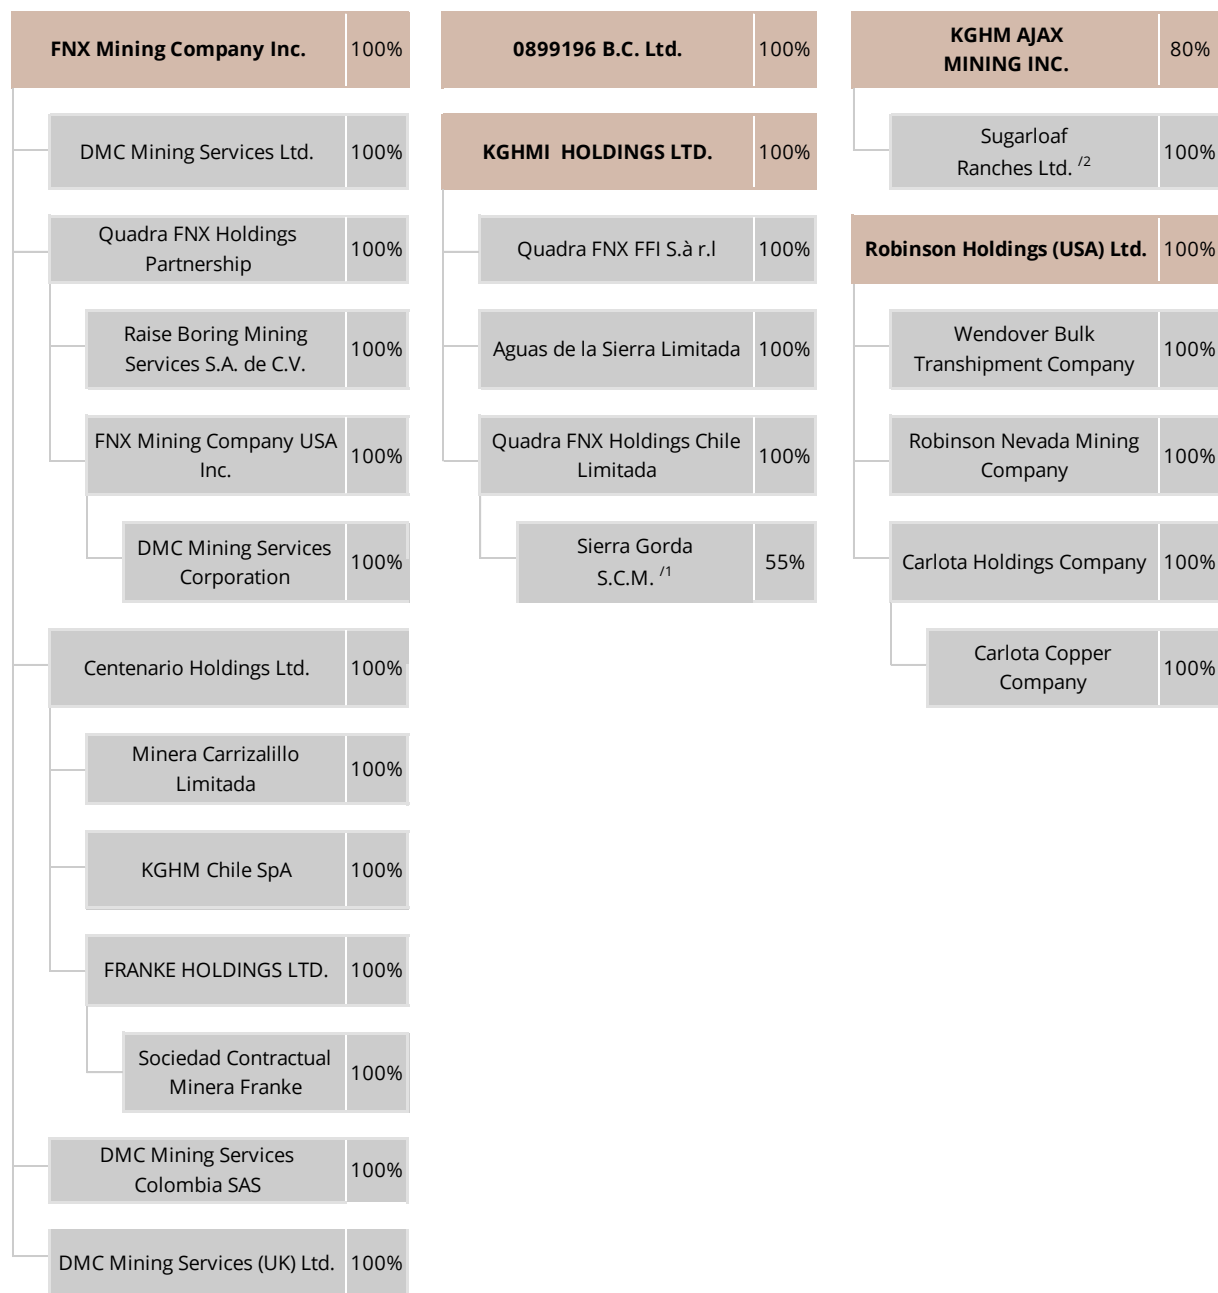 FNX Mining Company Inc.
100%
DMC Mining Services Ltd.
100%
Quadra FNX Holdings
Partnership
100%
Raise Boring Mining
Services S.A. de C.V.
100%
FNX Mining Company USA
Inc.
100%
DMC Mining Services
Corporation
100%
Centenario Holdings Ltd.
100%
Minera Carrizalillo
Limitada
100%
KGHM Chile SpA
100%
FRANKE HOLDINGS LTD.
100%
Sociedad Contractual
Minera Franke
100%
DMC Mining Services
Colombia SAS
100%
DMC Mining Services (UK) Ltd.
100%
0899196 B.C. Ltd.
100%
KGHMI HOLDINGS LTD.
100%
Quadra FNX FFI S.à r.l
100%
Aguas de la Sierra Limitada
100%
Quadra FNX Holdings Chile
Limitada
100%
Sierra Gorda
S.C.M. /1
55%
KGHM AJAX
MINING INC.
80%
Sugarloaf
Ranches Ltd. /2
100%
Robinson Holdings (USA) Ltd.
100%
Wendover Bulk
Transhipment Company
100%
Robinson Nevada Mining
Company
100%
Carlota Holdings Company
100%
Carlota Copper
Company
100%